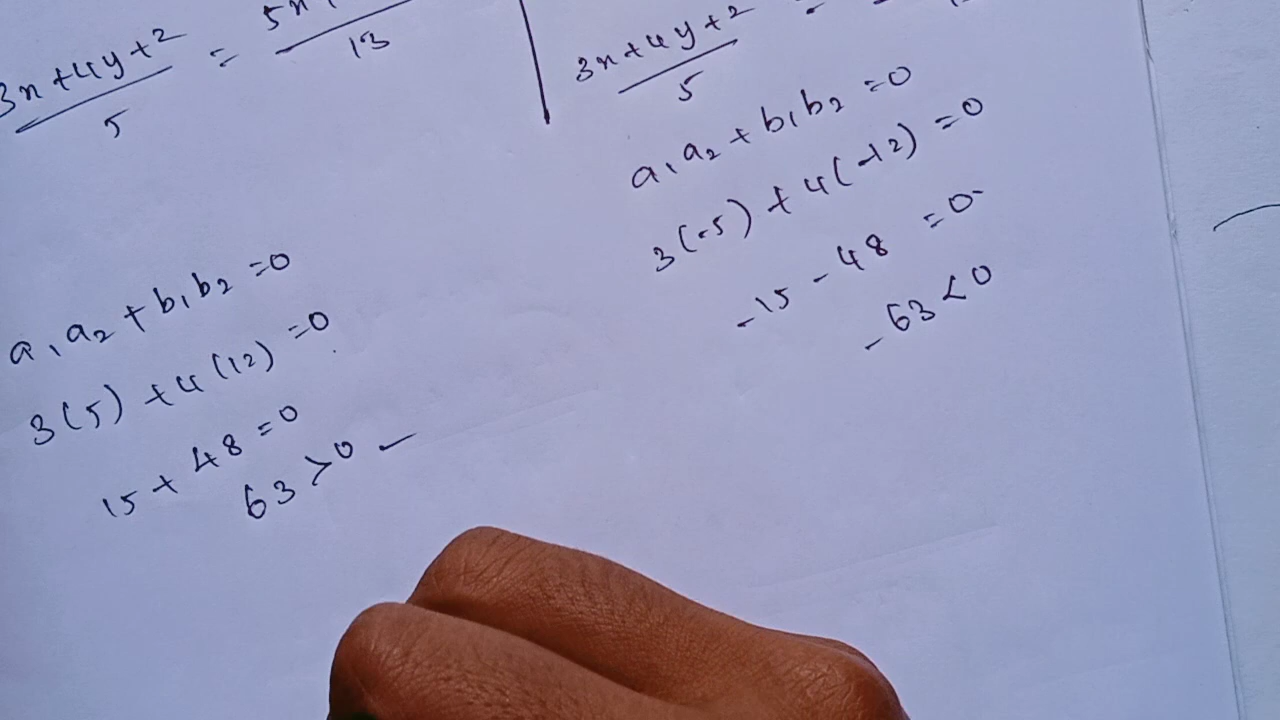 3x+4y+2 = 5x
5 13
a₁a₂ + b₁b₂ =0
3(5) + 4(12) =0
15 + 48 =0
63 >0 -
3x+4y+2 =
5
a₁a₂ + b₁b₂ =0
3(-5) + 4(-12) =0
-15 - 48 =0
-63 <0